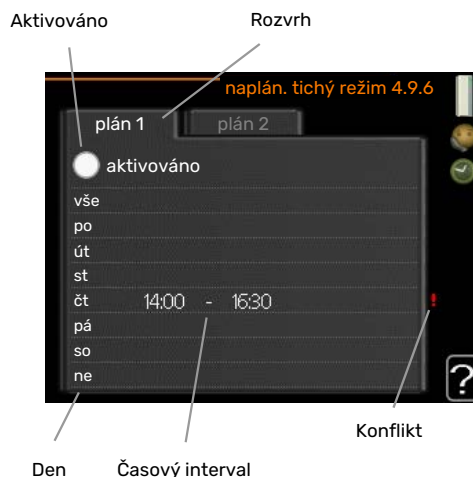 Aktivováno Rozvrh
naplán. tichý režim 4.9.6
plán 1 plán 2
aktivováno
vše
po
út
st
čt 14:00 - 16:30 !
pá
so
ne
?
Konflikt
Den Časový interval